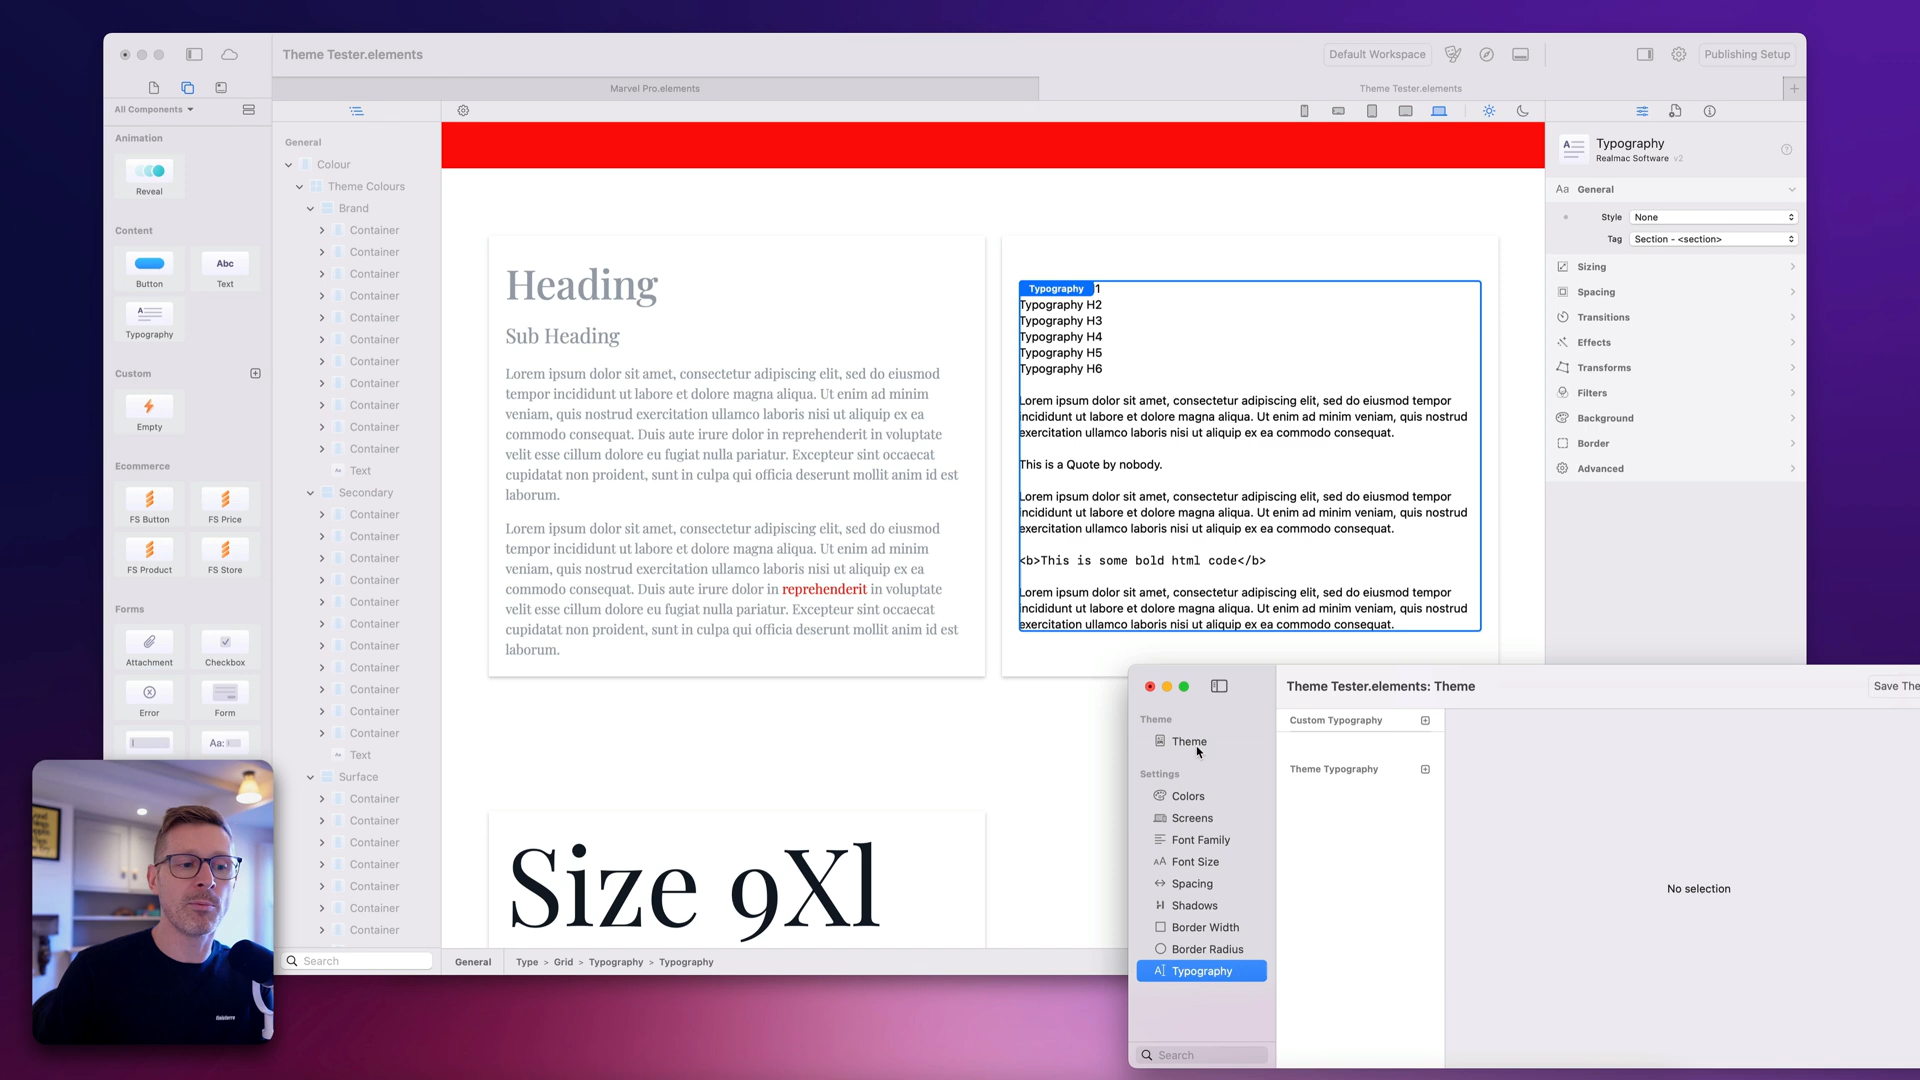 Theme Tester.elements
Default Workspace
Publishing Setup
Marvel Pro.elements
Theme Tester.elements
All Components
Animation
Reveal
Content
Button
Text
Abc
Typography
Custom
Empty
Ecommerce
FS Button
FS Price
FS Product
FS Store
Forms
Attachment
Checkbox
Error
Form
Aa:
General
Colour
Theme Colours
Brand
Container
Container
Container
Container
Container
Container
Container
Container
Container
Container
Container
Text
Secondary
Container
Container
Container
Container
Container
Container
Container
Container
Container
Container
Container
Text
Surface
Container
Container
Container
Container
Container
Container
Container
Search
Heading
Sub Heading
Lorem ipsum dolor sit amet, consectetur adipiscing elit, sed do eiusmod
tempor incididunt ut labore et dolore magna aliqua. Ut enim ad minim
veniam, quis nostrud exercitation ullamco laboris nisi ut aliquip ex ea
commodo consequat. Duis aute irure dolor in reprehenderit in voluptate
velit esse cillum dolore eu fugiat nulla pariatur. Excepteur sint occaecat
cupidatat non proident, sunt in culpa qui officia deserunt mollit anim id est
laborum.
Lorem ipsum dolor sit amet, consectetur adipiscing elit, sed do eiusmod
tempor incididunt ut labore et dolore magna aliqua. Ut enim ad minim
veniam, quis nostrud exercitation ullamco laboris nisi ut aliquip ex ea
commodo consequat. Duis aute irure dolor in reprehenderit in voluptate
velit esse cillum dolore eu fugiat nulla pariatur. Excepteur sint occaecat
cupidatat non proident, sunt in culpa qui officia deserunt mollit anim id est
laborum.
Typography 1
Typography H2
Typography H3
Typography H4
Typography H5
Typography H6
Lorem ipsum dolor sit amet, consectetur adipiscing elit, sed do eiusmod tempor
incididunt ut labore et dolore magna aliqua. Ut enim ad minim veniam, quis nostrud
exercitation ullamco laboris nisi ut aliquip ex ea commodo consequat.
This is a Quote by nobody.
Lorem ipsum dolor sit amet, consectetur adipiscing elit, sed do eiusmod tempor
incididunt ut labore et dolore magna aliqua. Ut enim ad minim veniam, quis nostrud
exercitation ullamco laboris nisi ut aliquip ex ea commodo consequat.
<b>This is some bold html code</b>
Lorem ipsum dolor sit amet, consectetur adipiscing elit, sed do eiusmod tempor
incididunt ut labore et dolore magna aliqua. Ut enim ad minim veniam, quis nostrud
exercitation ullamco laboris nisi ut aliquip ex ea commodo consequat.
Size 9Xl
General
Type > Grid > Typography > Typography
Typography
Realmac Software v2
Aa General
Style None
Tag Section - <section>
Sizing
Spacing
Transitions
Effects
Transforms
Filters
Background
Border
Advanced
Theme Tester.elements: Theme
Save The
Theme
Theme
Settings
Colors
Screens
Font Family
AA Font Size
Spacing
Shadows
Border Width
Border Radius
Typography
Search
Custom Typography
Theme Typography
No selection